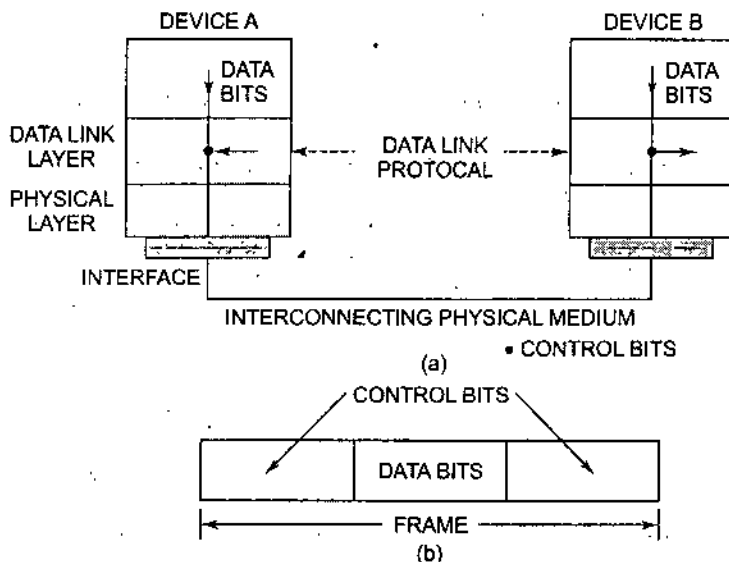 DEVICE A
DEVICE B
DATA
BITS
DATA
BITS
DATA LINK
LAYER
DATA LINK
PROTOCAL
PHYSICAL
LAYER
INTERFACE
INTERCONNECTING PHYSICAL MEDIUM
(a)
• CONTROL BITS
CONTROL BITS
DATA BITS
FRAME
(b)